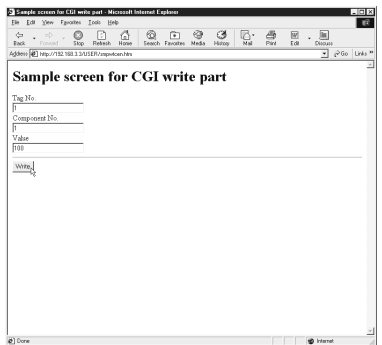 Sample screen for CGI write part - Microsoft Internet Explorer
File Edit View Favorites Tools Help
Back Forward Stop Refresh Home Search Favorites Media History Mail Print Edit Discuss
Address http://192.168.3.3/USER/smpwtcen.htm Go Links »
Sample screen for CGI write part
Tag No.
1
Component No.
1
Value
100
Write
Done Internet